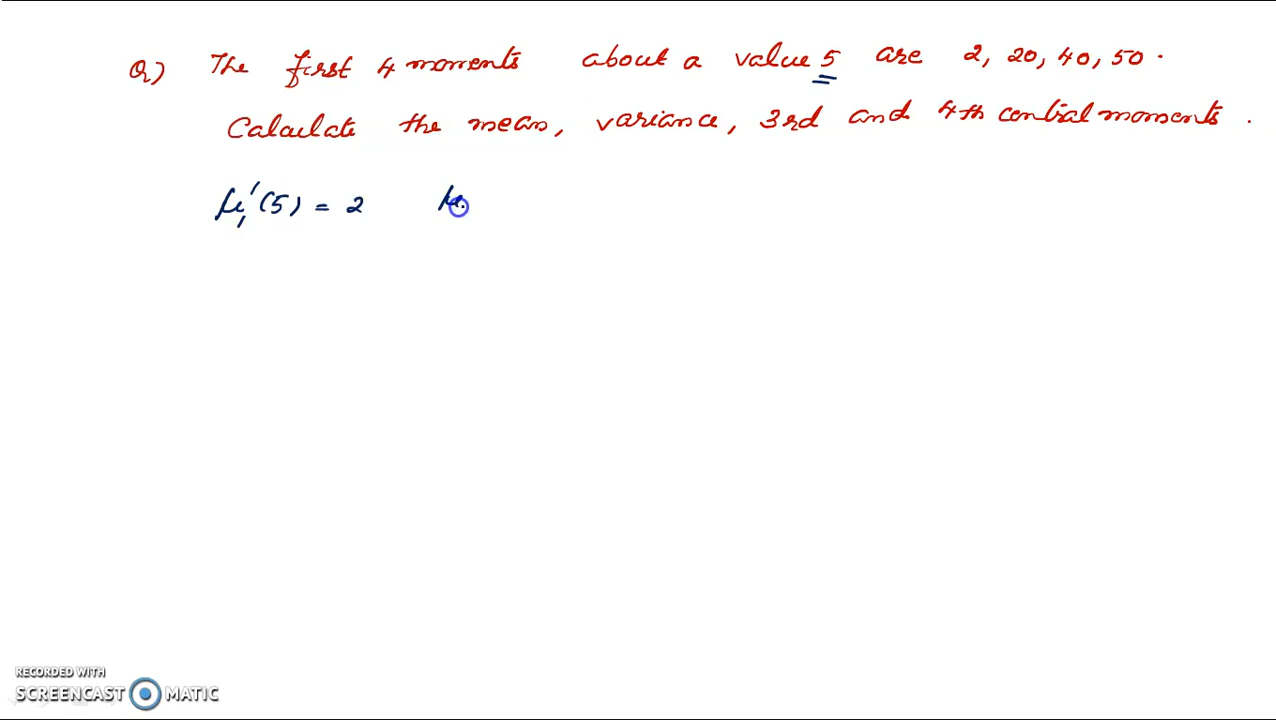 Q) The first 4 moments about a value 5 are 2, 20, 40, 50.
Calculate the mean, variance, 3rd and 4th central moments.
μ₁′(5) = 2 μ
RECORDED WITH
SCREENCAST MATIC